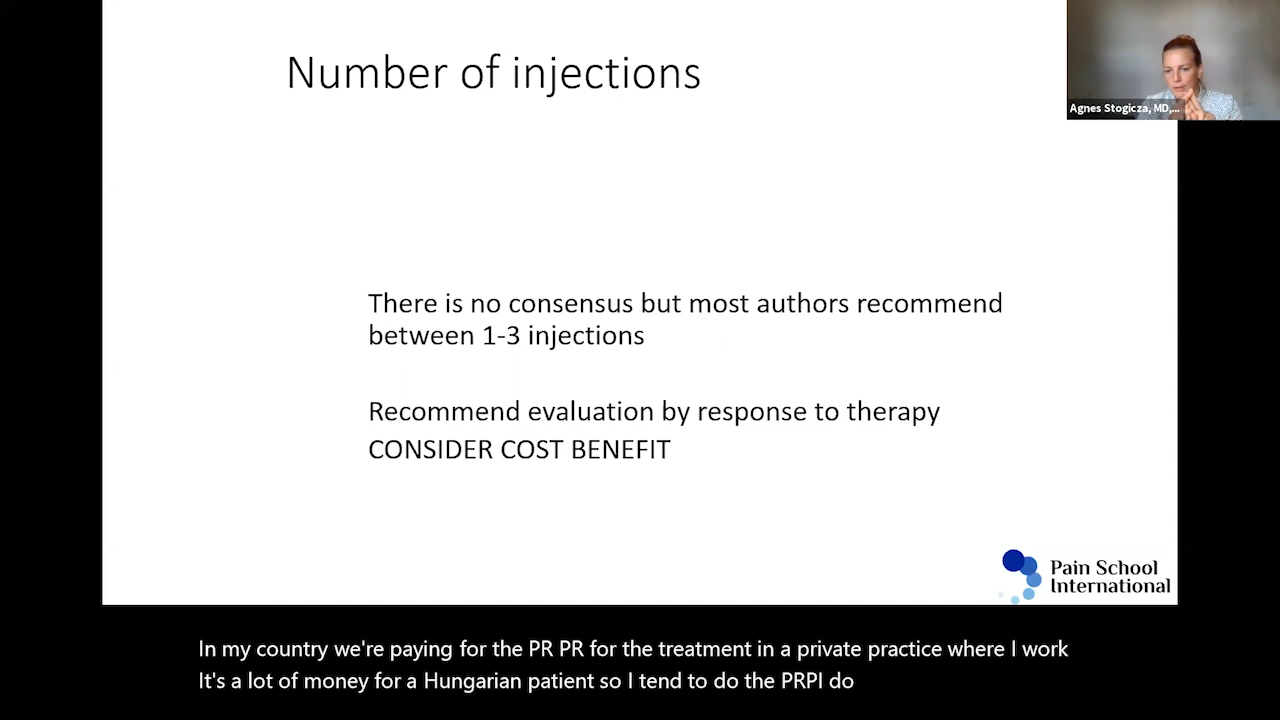 Number of injections
Agnes Stogicza, MD,...
There is no consensus but most authors recommend
between 1-3 injections
Recommend evaluation by response to therapy
CONSIDER COST BENEFIT
Pain School
International
In my country we're paying for the PR PR for the treatment in a private practice where I work
It's a lot of money for a Hungarian patient so I tend to do the PRPI do